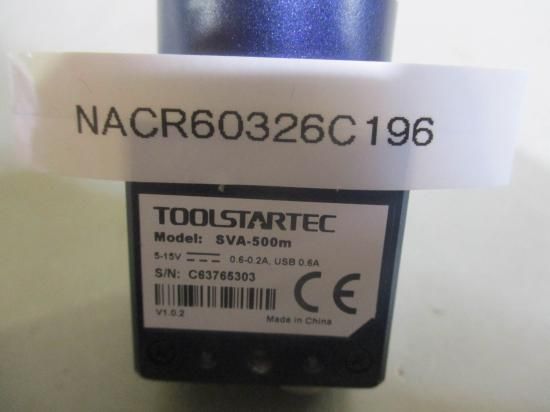 NACR60326C196
TOOLSTARTEC
Model: SVA-500m
5-15V 0.6-0.2A, USB 0.6A
S/N: C63765303
CE
V1.0.2 Made in China